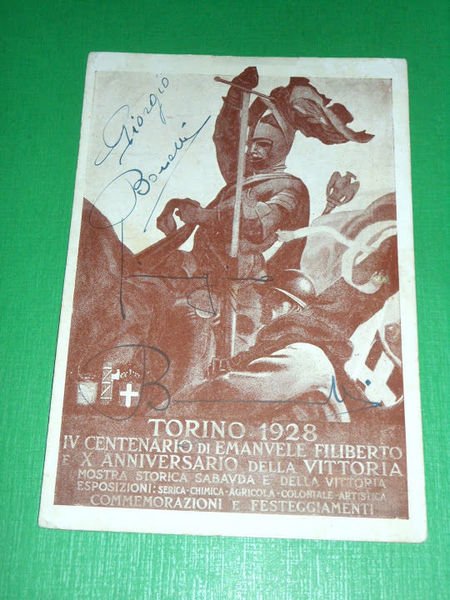 Giorgio
Bonelli
TORINO 1928
IV CENTENARIO DI EMANVELE FILIBERTO
E X ANNIVERSARIO DELLA VITTORIA
MOSTRA STORICA SABAVDA E DELLA VITTORIA
ESPOSIZIONI: SERICA-CHIMICA-AGRICOLA-COLONIALE-ARTISTICA
COMMEMORAZIONI E FESTEGGIAMENTI